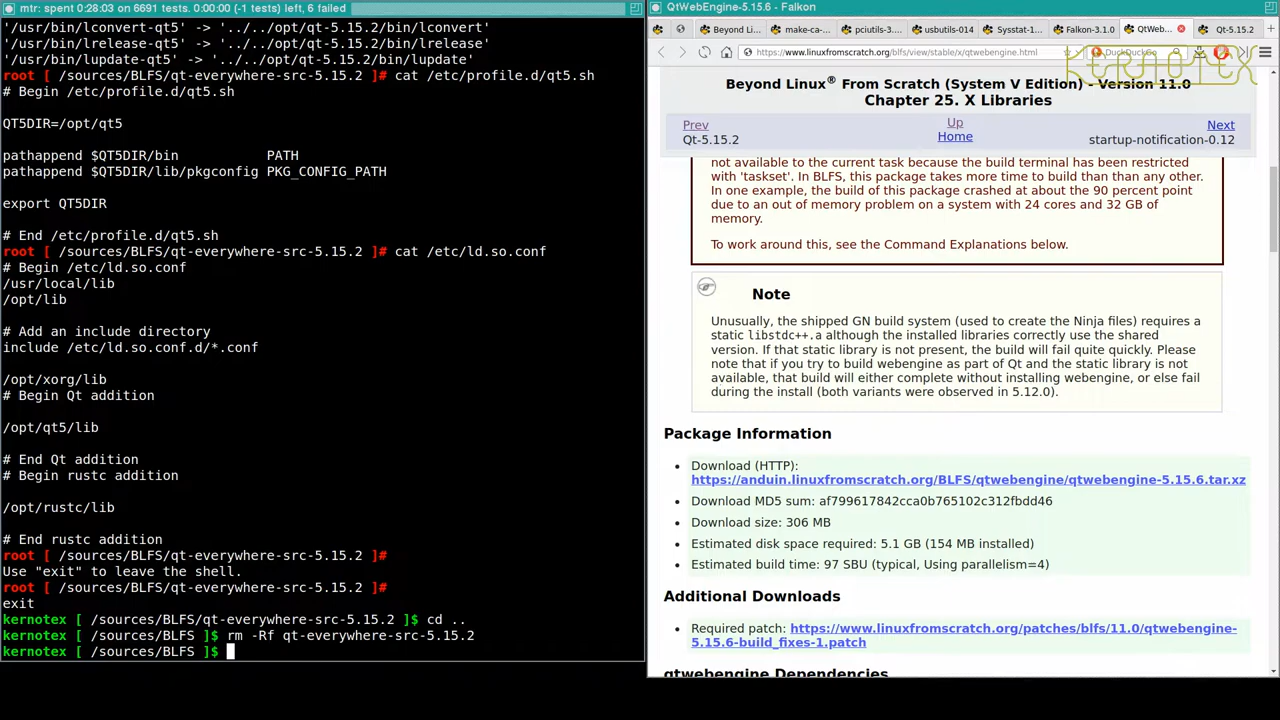 mtr: spent 0:28:03 on 6691 tests. 0:00:00 (-1 tests) left, 6 failed
'/usr/bin/lconvert-qt5' -> '../../opt/qt-5.15.2/bin/lconvert'
'/usr/bin/lrelease-qt5' -> '../../opt/qt-5.15.2/bin/lrelease'
'/usr/bin/lupdate-qt5' -> '../../opt/qt-5.15.2/bin/lupdate'
root [ /sources/BLFS/qt-everywhere-src-5.15.2 ]# cat /etc/profile.d/qt5.sh
# Begin /etc/profile.d/qt5.sh
QT5DIR=/opt/qt5
pathappend $QT5DIR/bin           PATH
pathappend $QT5DIR/lib/pkgconfig PKG_CONFIG_PATH
export QT5DIR
# End /etc/profile.d/qt5.sh
root [ /sources/BLFS/qt-everywhere-src-5.15.2 ]# cat /etc/ld.so.conf
# Begin /etc/ld.so.conf
/usr/local/lib
/opt/lib
# Add an include directory
include /etc/ld.so.conf.d/*.conf
/opt/xorg/lib
# Begin Qt addition
/opt/qt5/lib
# End Qt addition
# Begin rustc addition
/opt/rustc/lib
# End rustc addition
root [ /sources/BLFS/qt-everywhere-src-5.15.2 ]#
Use "exit" to leave the shell.
root [ /sources/BLFS/qt-everywhere-src-5.15.2 ]#
exit
kernotex [ /sources/BLFS/qt-everywhere-src-5.15.2 ]$ cd ..
kernotex [ /sources/BLFS ]$ rm -Rf qt-everywhere-src-5.15.2
kernotex [ /sources/BLFS ]$
QtWebEngine-5.15.6 - Falkon
Beyond Li... make-ca-... pciutils-3.... usbutils-014 Sysstat-1... Falkon-3.1.0 QtWeb... Qt-5.15.2
https://www.linuxfromscratch.org/blfs/view/stable/x/qtwebengine.html DuckDuckGo
KERNOTEX
Beyond Linux® From Scratch (System V Edition) - Version 11.0
Chapter 25. X Libraries
Prev Up Next
Qt-5.15.2 Home startup-notification-0.12
not available to the current task because the build terminal has been restricted
with 'taskset'. In BLFS, this package takes more time to build than than any other.
In one example, the build of this package crashed at about the 90 percent point
due to an out of memory problem on a system with 24 cores and 32 GB of
memory.
To work around this, see the Command Explanations below.
Note
Unusually, the shipped GN build system (used to create the Ninja files) requires a
static libstdc++.a although the installed libraries correctly use the shared
version. If that static library is not present, the build will fail quite quickly. Please
note that if you try to build webengine as part of Qt and the static library is not
available, that build will either complete without installing webengine, or else fail
during the install (both variants were observed in 5.12.0).
Package Information
Download (HTTP):
https://anduin.linuxfromscratch.org/BLFS/qtwebengine/qtwebengine-5.15.6.tar.xz
Download MD5 sum: af799617842cca0b765102c312fbdd46
Download size: 306 MB
Estimated disk space required: 5.1 GB (154 MB installed)
Estimated build time: 97 SBU (typical, Using parallelism=4)
Additional Downloads
Required patch: https://www.linuxfromscratch.org/patches/blfs/11.0/qtwebengine-
5.15.6-build_fixes-1.patch
qtwebengine Dependencies